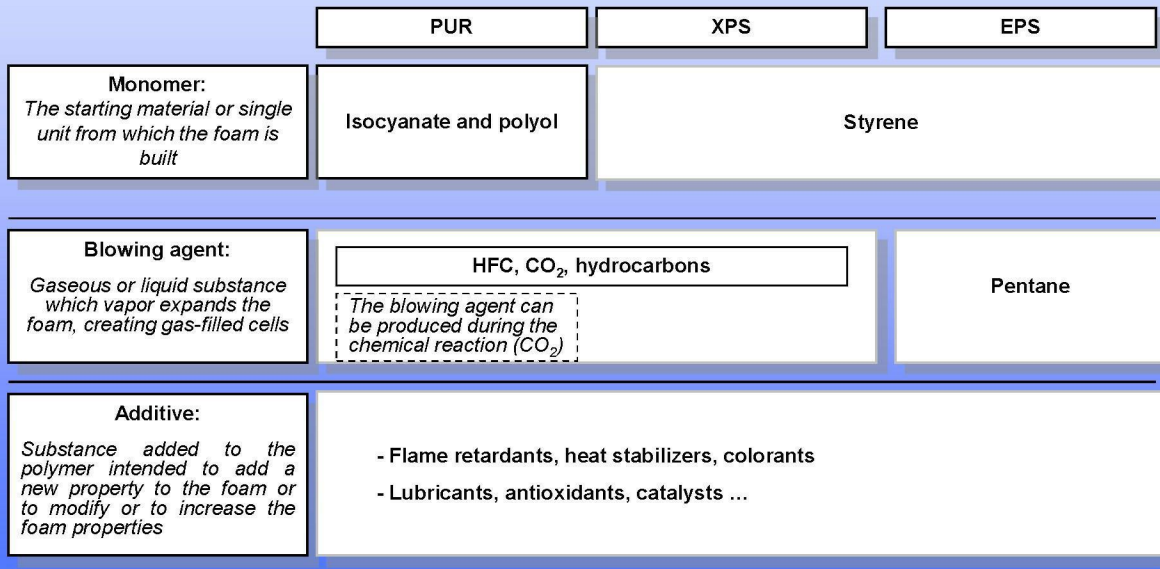 PUR
XPS
EPS
Monomer:
The starting material or single
unit from which the foam is
built
Isocyanate and polyol
Styrene
Blowing agent:
Gaseous or liquid substance
which vapor expands the
foam, creating gas-filled cells
HFC, CO₂, hydrocarbons
The blowing agent can
be produced during the
chemical reaction (CO₂)
Pentane
Additive:
Substance added to the
polymer intended to add a
new property to the foam or
to modify or to increase the
foam properties
- Flame retardants, heat stabilizers, colorants
- Lubricants, antioxidants, catalysts ...